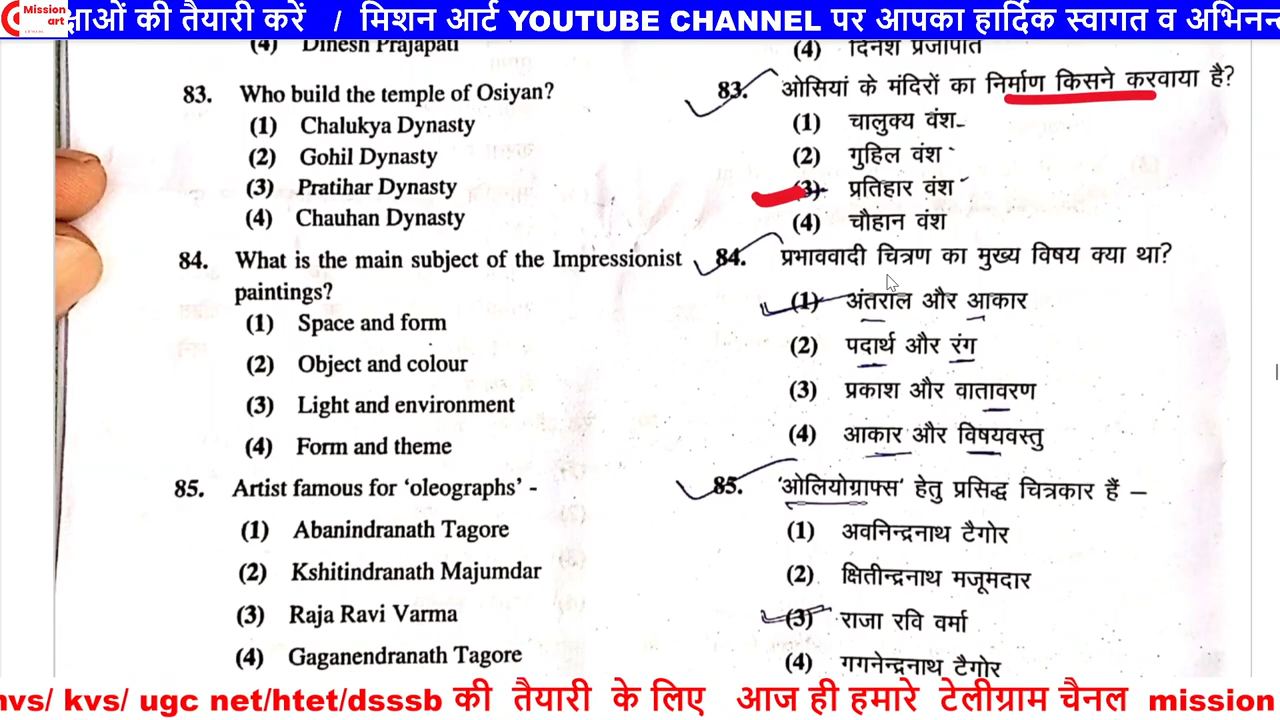 Mission
art
क्षाओं की तैयारी करें / मिशन आर्ट YOUTUBE CHANNEL पर आपका हार्दिक स्वागत व अभिनन
(4) Dinesh Prajapati
83. Who build the temple of Osiyan?
(1) Chalukya Dynasty
(2) Gohil Dynasty
(3) Pratihar Dynasty
(4) Chauhan Dynasty
84. What is the main subject of the Impressionist
paintings?
(1) Space and form
(2) Object and colour
(3) Light and environment
(4) Form and theme
85. Artist famous for ‘oleographs’ -
(1) Abanindranath Tagore
(2) Kshitindranath Majumdar
(3) Raja Ravi Varma
(4) Gaganendranath Tagore
(4) दिनेश प्रजापति
83. ओसियां के मंदिरों का निर्माण किसने करवाया है?
(1) चालुक्य वंश
(2) गुहिल वंश
(3) प्रतिहार वंश
(4) चौहान वंश
84. प्रभाववादी चित्रण का मुख्य विषय क्या था?
(1) अंतराल और आकार
(2) पदार्थ और रंग
(3) प्रकाश और वातावरण
(4) आकार और विषयवस्तु
85. ‘ओलियोग्राफ्स’ हेतु प्रसिद्ध चित्रकार हैं –
(1) अवनिन्द्रनाथ टैगोर
(2) क्षितीन्द्रनाथ मजूमदार
(3) राजा रवि वर्मा
(4) गगनेन्द्रनाथ टैगोर
nvs/ kvs/ ugc net/htet/dsssb की तैयारी के लिए आज ही हमारे टेलीग्राम चैनल mission